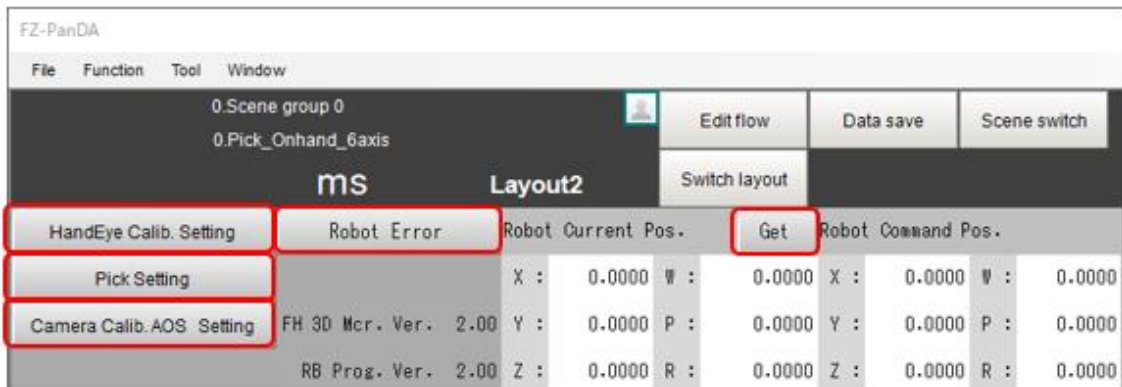 FZ-PanDA
File Function Tool Window
0.Scene group 0
0.Pick_Onhand_6axis
Edit flow Data save Scene switch
ms Layout2 Switch layout
HandEye Calib. Setting Robot Error Robot Current Pos. Get Robot Command Pos.
Pick Setting X : 0.0000 W : 0.0000 X : 0.0000 W : 0.0000
Camera Calib. AOS Setting FH 3D Mcr. Ver. 2.00 Y : 0.0000 P : 0.0000 Y : 0.0000 P : 0.0000
RB Prog. Ver. 2.00 Z : 0.0000 R : 0.0000 Z : 0.0000 R : 0.0000